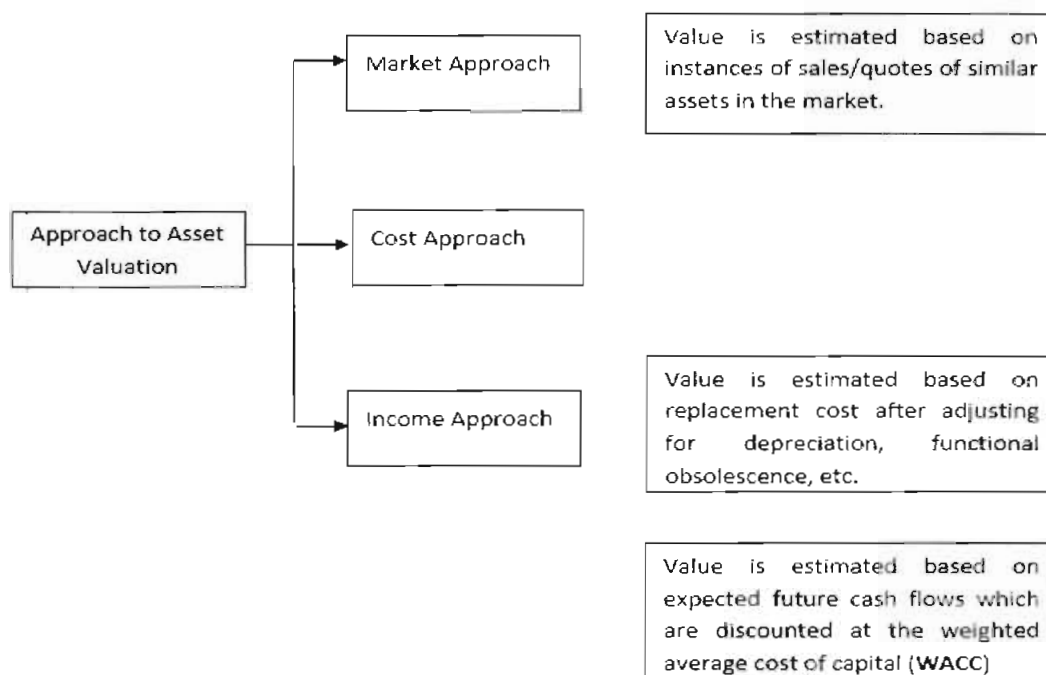 Market Approach
Value is estimated based on
instances of sales/quotes of similar
assets in the market.
Approach to Asset
Valuation
Cost Approach
Income Approach
Value is estimated based on
replacement cost after adjusting
for depreciation, functional
obsolescence, etc.
Value is estimated based on
expected future cash flows which
are discounted at the weighted
average cost of capital (WACC)